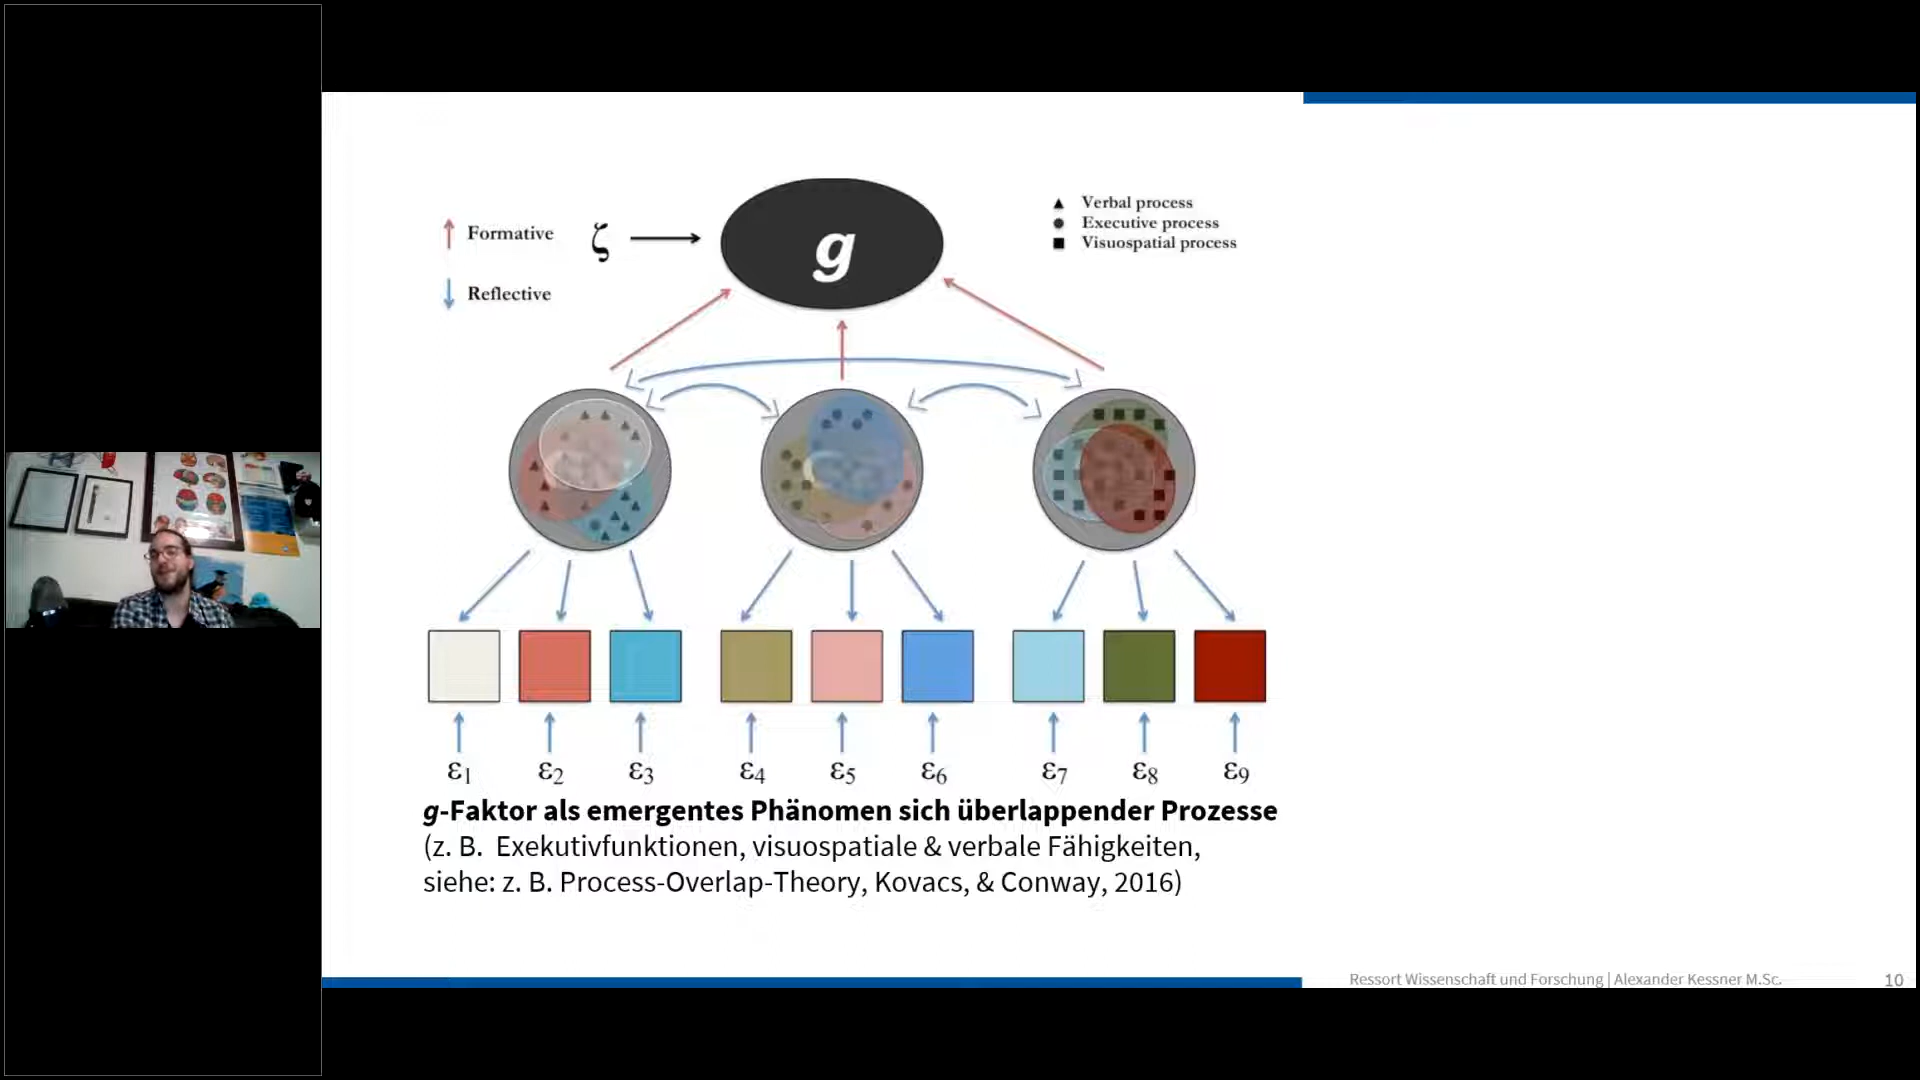 Formative
ζ
g
Verbal process
Executive process
Visuospatial process
Reflective
ε1 ε2 ε3 ε4 ε5 ε6 ε7 ε8 ε9
g-Faktor als emergentes Phänomen sich überlappender Prozesse
(z. B. Exekutivfunktionen, visuospatiale & verbale Fähigkeiten,
siehe: z. B. Process-Overlap-Theory, Kovacs, & Conway, 2016)
Ressort Wissenschaft und Forschung | Alexander Kessner M.Sc. 10